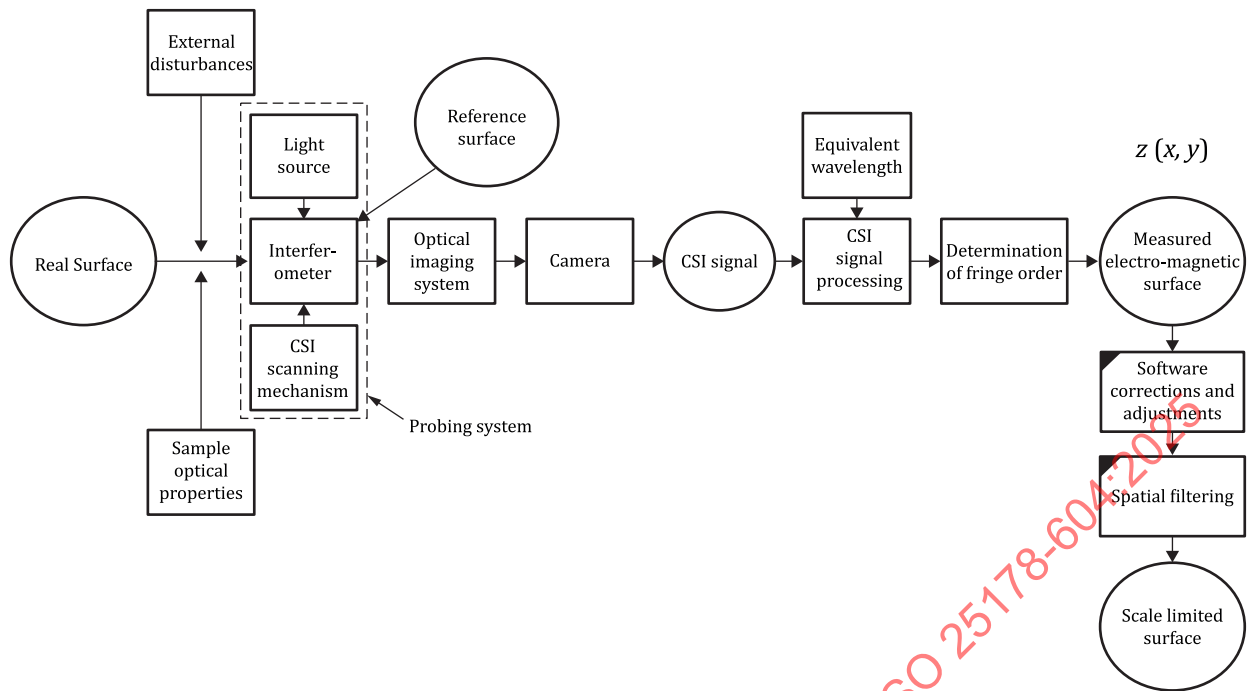 External
disturbances
Light
source
Reference
surface
Equivalent
wavelength
z (x, y)
Real Surface
Interfer-
ometer
Optical
imaging
system
Camera
CSI signal
CSI
signal
processing
Determination
of fringe order
Measured
electro-magnetic
surface
CSI
scanning
mechanism
Probing system
Sample
optical
properties
Software
corrections and
adjustments
Spatial filtering
Scale limited
surface
SO 25178-604:2025